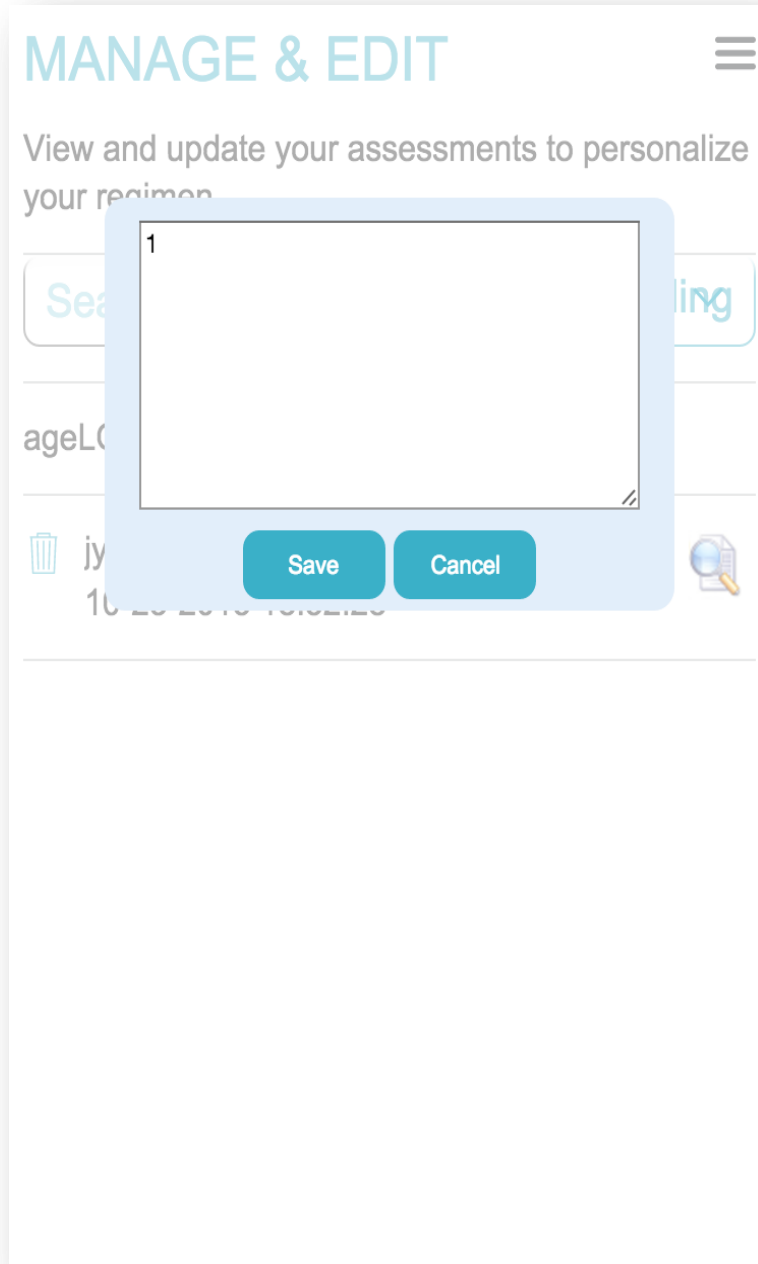 MANAGE & EDIT
View and update your assessments to personalize
your regimen
1
Save Cancel